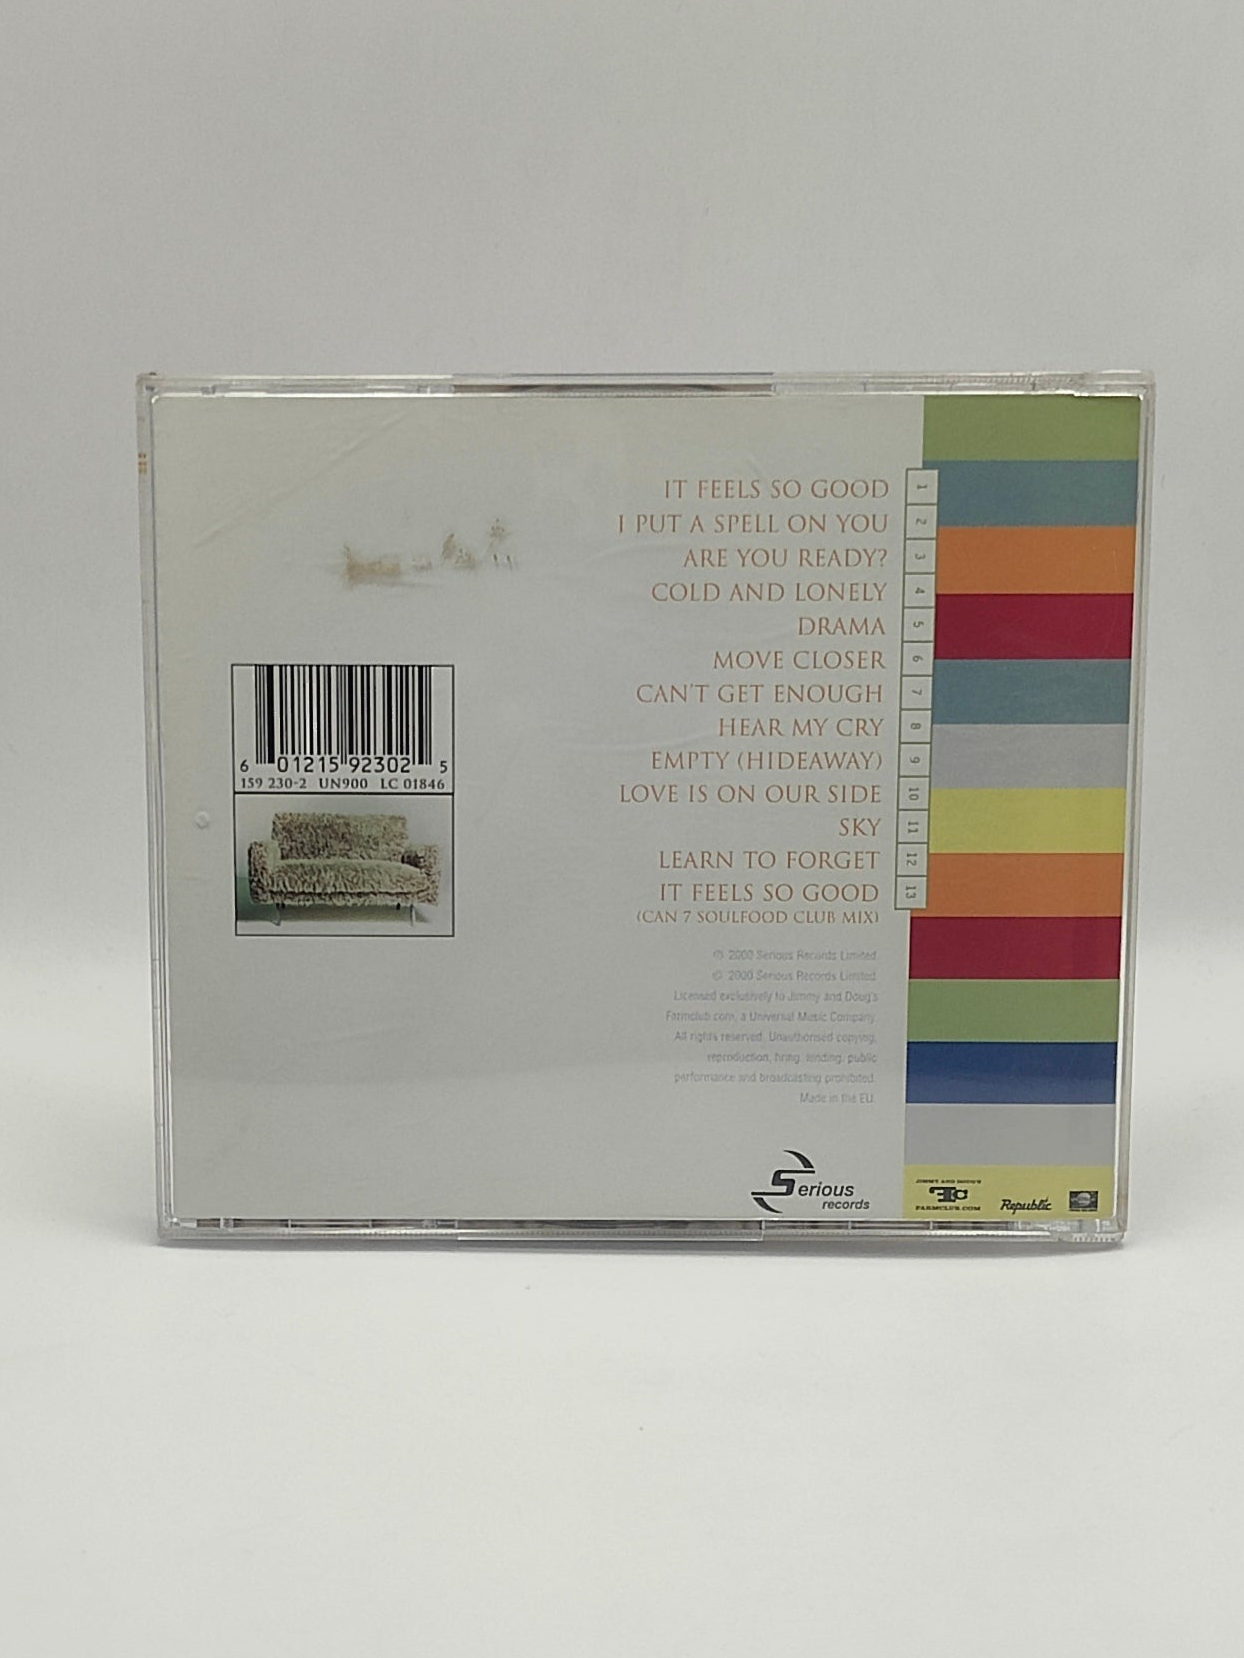 IT FEELS SO GOOD 1
I PUT A SPELL ON YOU 2
ARE YOU READY? 3
COLD AND LONELY 4
DRAMA 5
MOVE CLOSER 6
CAN'T GET ENOUGH 7
HEAR MY CRY 8
EMPTY (HIDEAWAY) 9
LOVE IS ON OUR SIDE 10
SKY 11
LEARN TO FORGET 12
IT FEELS SO GOOD 13
(CAN 7 SOULFOOD CLUB MIX)
6 01215 92302 5
159 230-2 UN900 LC 01846
℗ 2000 Serious Records Limited.
© 2000 Serious Records Limited.
Licensed exclusively to Jimmy and Doug's
Farmclub.com, a Universal Music Company.
All rights reserved. Unauthorised copying,
reproduction, hiring, lending, public
performance and broadcasting prohibited.
Made in the EU.
Serious
records
JIMMY AND DOUG'S
FARMCLUB.COM
Republic